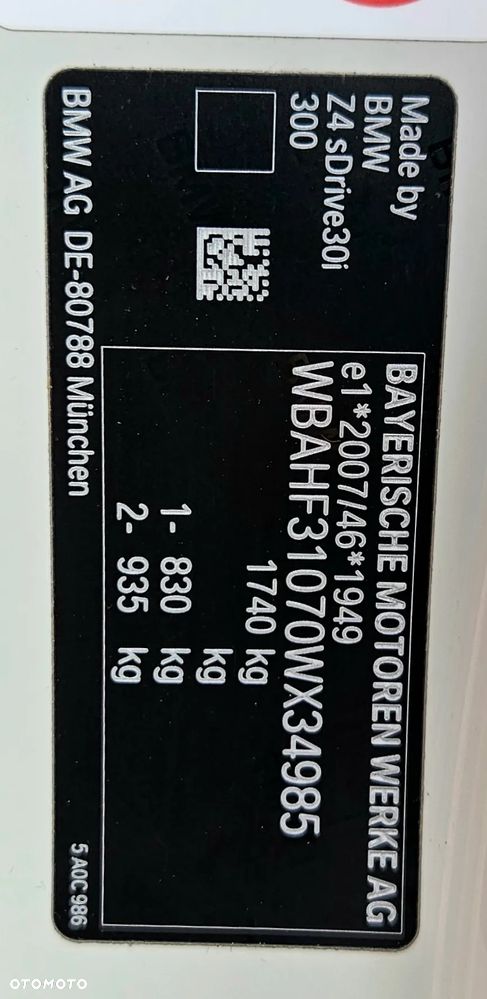 Made by
BMW
Z4 sDrive30i
300
BAYERISCHE MOTOREN WERKE AG
e1*2007/46*1949
WBAHF31070WX34985
1740 kg
kg
1- 830 kg
2- 935 kg
BMW AG DE-80788 München
5 A0C 986
OTOMOTO